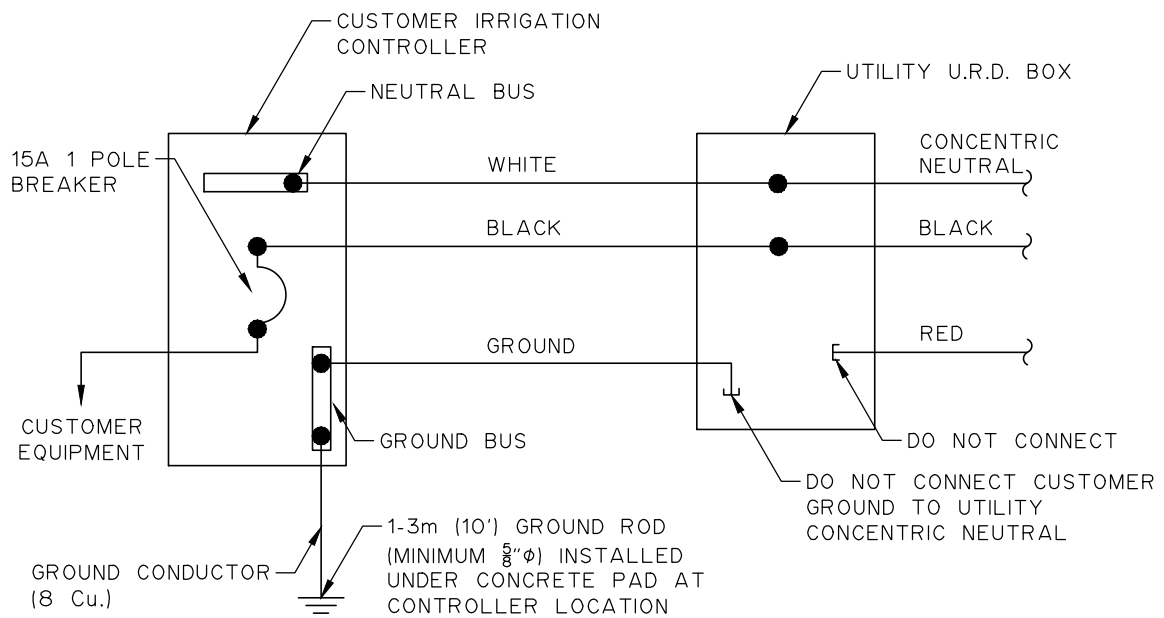 CUSTOMER IRRIGATION
CONTROLLER
NEUTRAL BUS
UTILITY U.R.D. BOX
15A 1 POLE
BREAKER
WHITE
CONCENTRIC
NEUTRAL
BLACK
BLACK
GROUND
RED
CUSTOMER
EQUIPMENT
GROUND BUS
DO NOT CONNECT
DO NOT CONNECT CUSTOMER
GROUND TO UTILITY
CONCENTRIC NEUTRAL
1-3m (10') GROUND ROD
(MINIMUM 5/8"ø) INSTALLED
UNDER CONCRETE PAD AT
CONTROLLER LOCATION
GROUND CONDUCTOR
(8 Cu.)